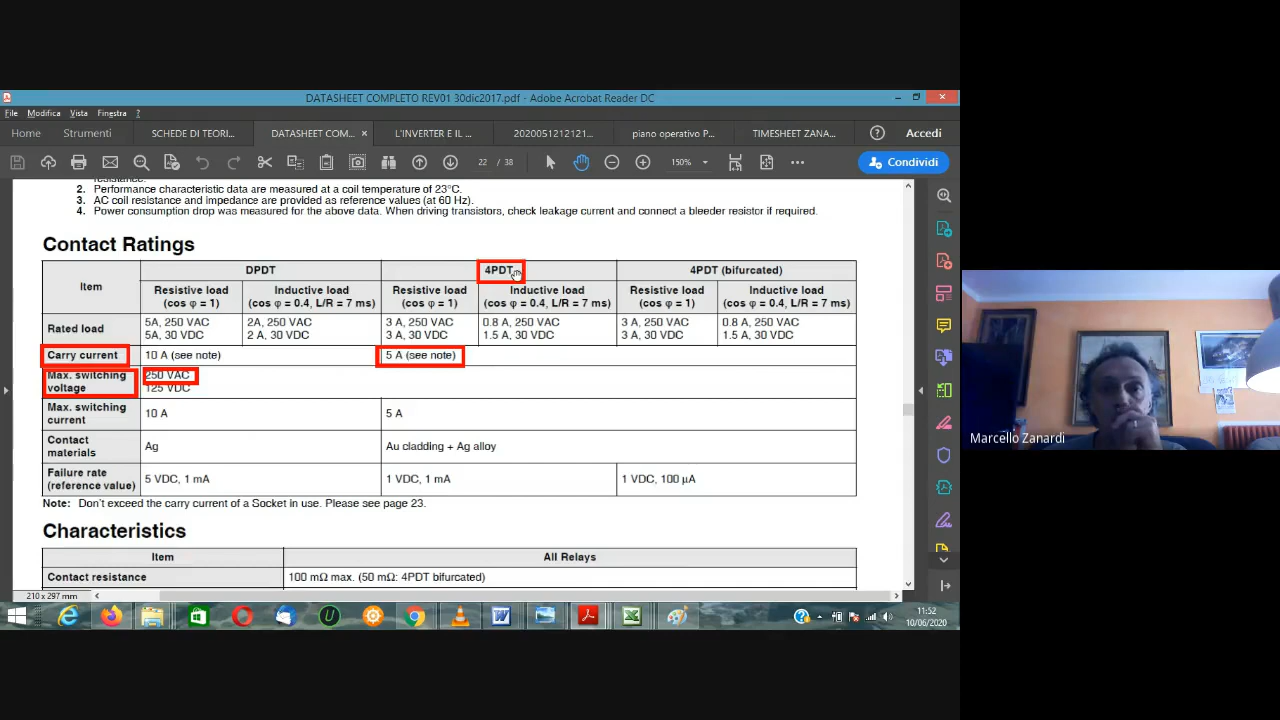 DATASHEET COMPLETO REV01 30dic2017.pdf - Adobe Acrobat Reader DC
File Modifica Vista Finestra ?
Home Strumenti SCHEDE DI TEORI... DATASHEET COM... × L'INVERTER E IL ... 2020051212121... piano operativo P... TIMESHEET ZANA... Accedi
22 / 38 150% Condividi
resistance.
2. Performance characteristic data are measured at a coil temperature of 23°C.
3. AC coil resistance and impedance are provided as reference values (at 60 Hz).
4. Power consumption drop was measured for the above data. When driving transistors, check leakage current and connect a bleeder resistor if required.
Contact Ratings
Item DPDT 4PDT 4PDT (bifurcated)
Resistive load Inductive load Resistive load Inductive load Resistive load Inductive load
(cos φ = 1) (cos φ = 0.4, L/R = 7 ms) (cos φ = 1) (cos φ = 0.4, L/R = 7 ms) (cos φ = 1) (cos φ = 0.4, L/R = 7 ms)
Rated load 5A, 250 VAC 2A, 250 VAC 3 A, 250 VAC 0.8 A, 250 VAC 3 A, 250 VAC 0.8 A, 250 VAC
5A, 30 VDC 2 A, 30 VDC 3 A, 30 VDC 1.5 A, 30 VDC 3 A, 30 VDC 1.5 A, 30 VDC
Carry current 10 A (see note) 5 A (see note)
Max. switching 250 VAC
voltage 125 VDC
Max. switching
current 10 A 5 A
Contact
materials Ag Au cladding + Ag alloy
Failure rate
(reference value) 5 VDC, 1 mA 1 VDC, 1 mA 1 VDC, 100 µA
Note: Don't exceed the carry current of a Socket in use. Please see page 23.
Characteristics
Item All Relays
Contact resistance 100 mΩ max. (50 mΩ: 4PDT bifurcated)
210 x 297 mm
11:52
10/06/2020
Marcello Zanardi